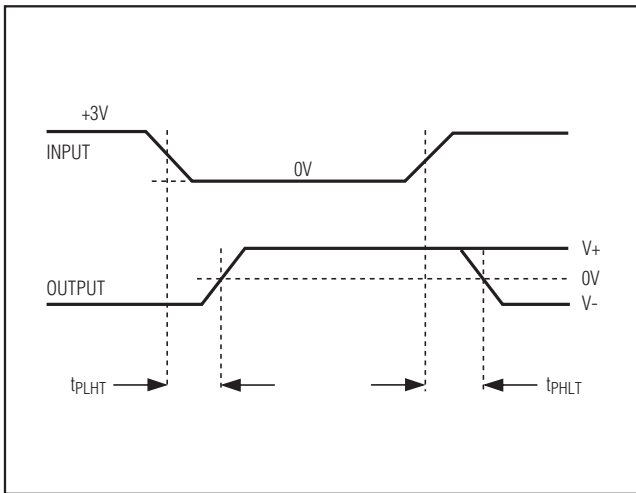 +3V
INPUT
0V
V+
0V
OUTPUT
V-
tPLHT
tPHLT